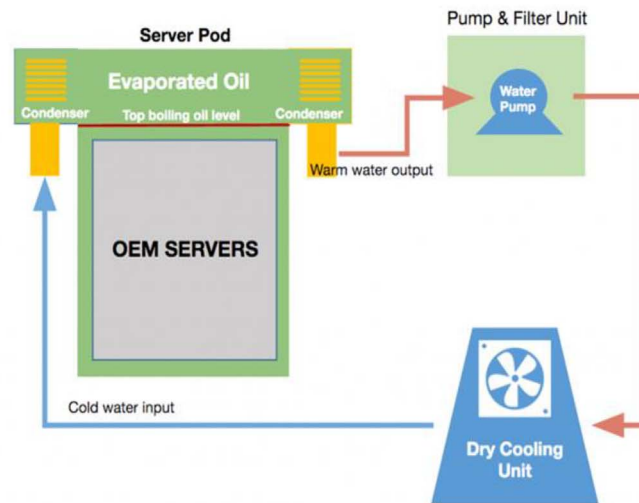 Pump & Filter Unit
Server Pod
Evaporated Oil
Water
Pump
Condenser
Top boiling oil level
Condenser
Warm water output
OEM SERVERS
Cold water input
Dry Cooling
Unit